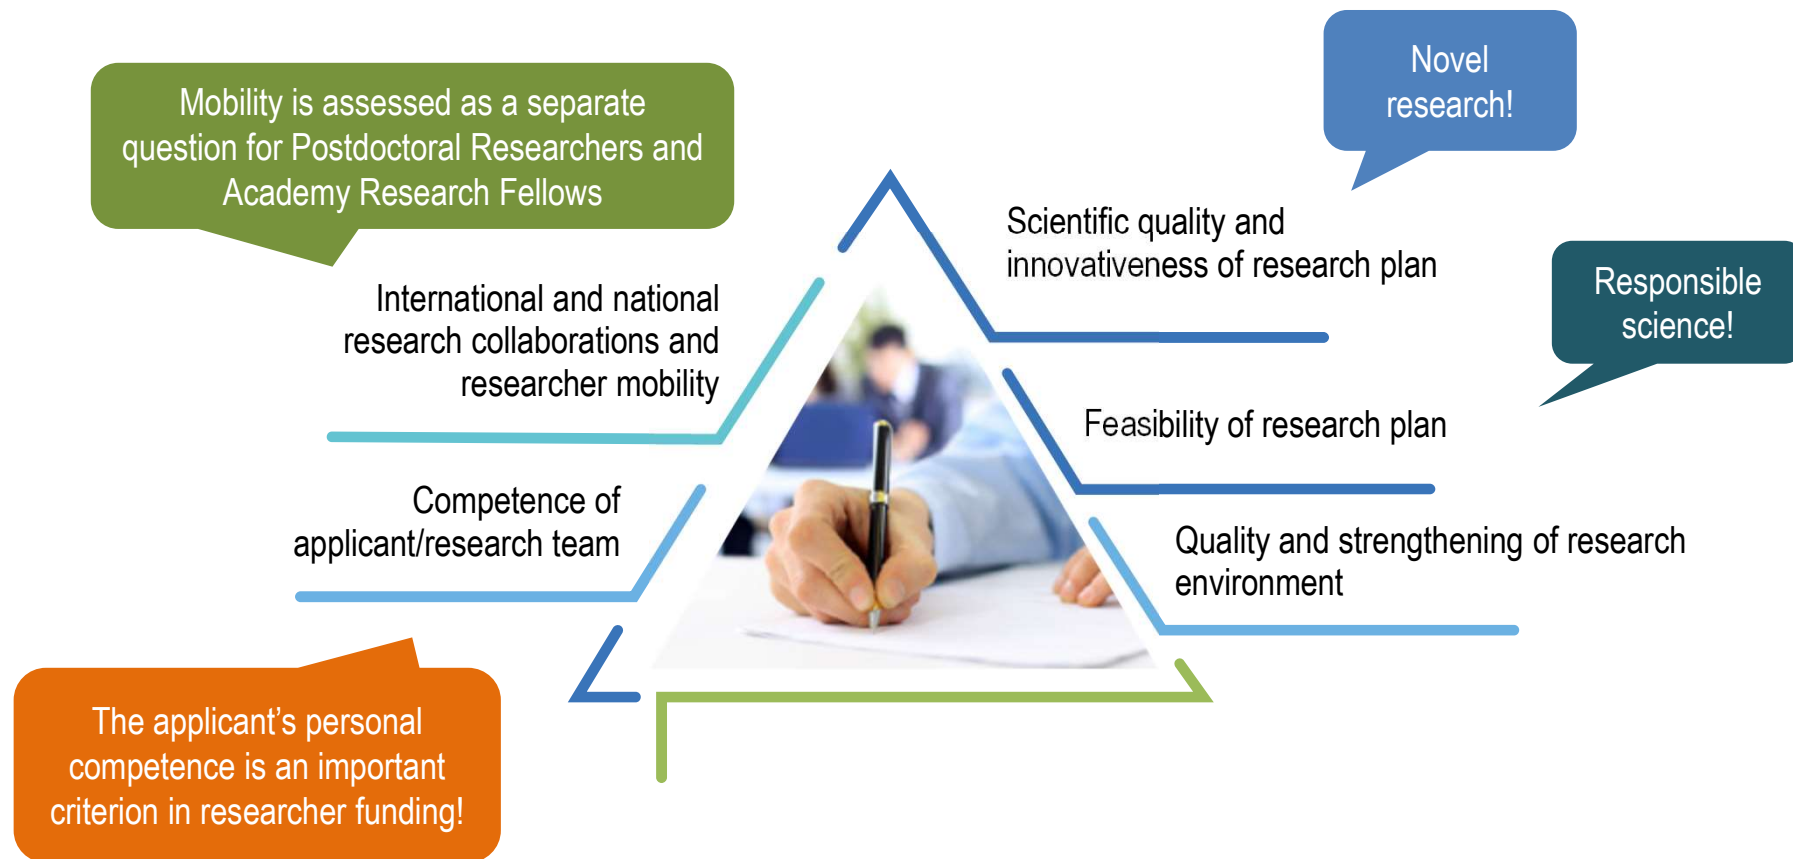 Mobility is assessed as a separate
question for Postdoctoral Researchers and
Academy Research Fellows
Novel
research!
Scientific quality and
innovativeness of research plan
Responsible
science!
International and national
research collaborations and
researcher mobility
Feasibility of research plan
Competence of
applicant/research team
Quality and strengthening of research
environment
The applicant’s personal
competence is an important
criterion in researcher funding!